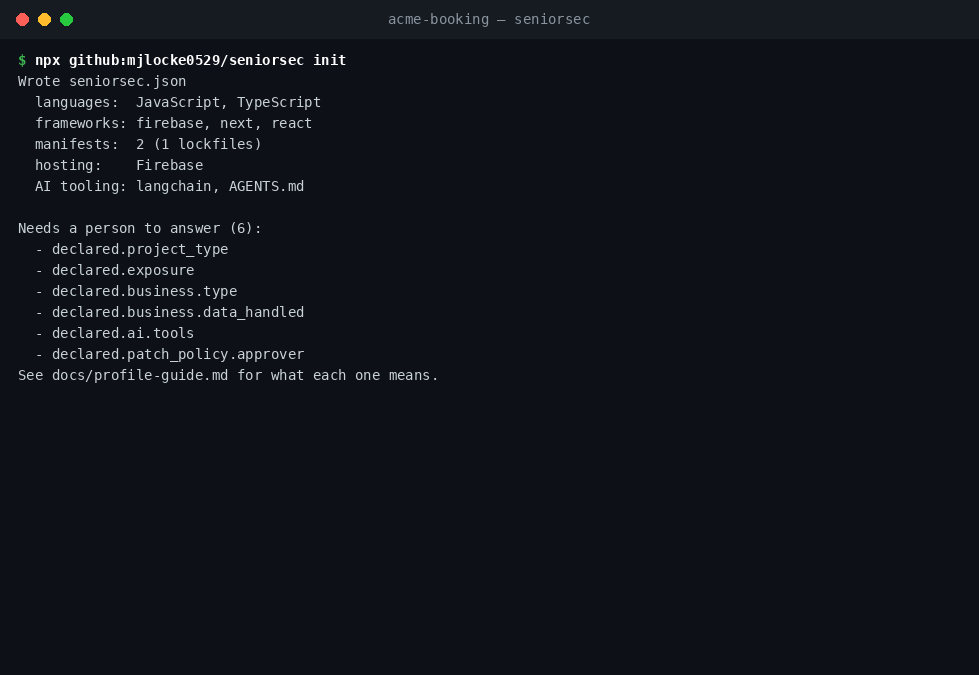 acme-booking — seniorsec
$ npx github:mjlocke0529/seniorsec init
Wrote seniorsec.json
  languages:  JavaScript, TypeScript
  frameworks: firebase, next, react
  manifests:  2 (1 lockfiles)
  hosting:    Firebase
  AI tooling: langchain, AGENTS.md

Needs a person to answer (6):
  - declared.project_type
  - declared.exposure
  - declared.business.type
  - declared.business.data_handled
  - declared.ai.tools
  - declared.patch_policy.approver
See docs/profile-guide.md for what each one means.